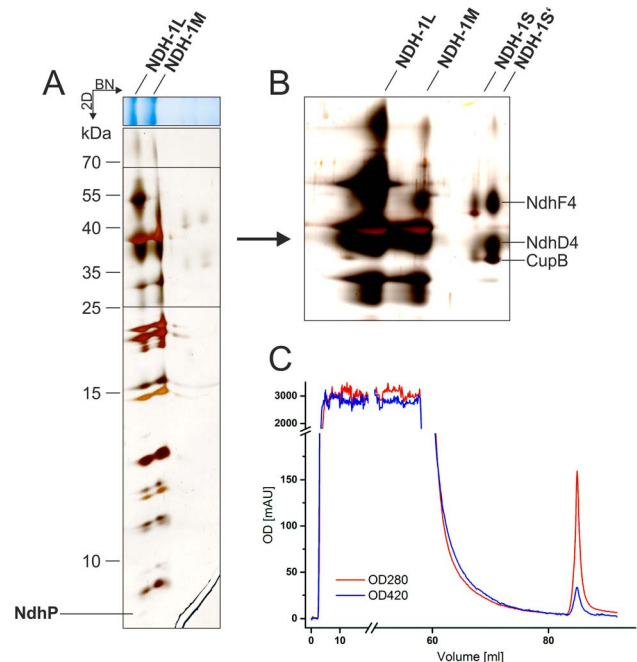 A
BN
2D
NDH-1L
NDH-1M
kDa
70
55
40
35
25
15
10
NdhP
B
NDH-1L
NDH-1M
NDH-1S
NDH-1S'
NdhF4
NdhD4
CupB
C
3000
2000
150
100
50
0
OD [mAU]
OD280
OD420
0
10
60
80
Volume [ml]